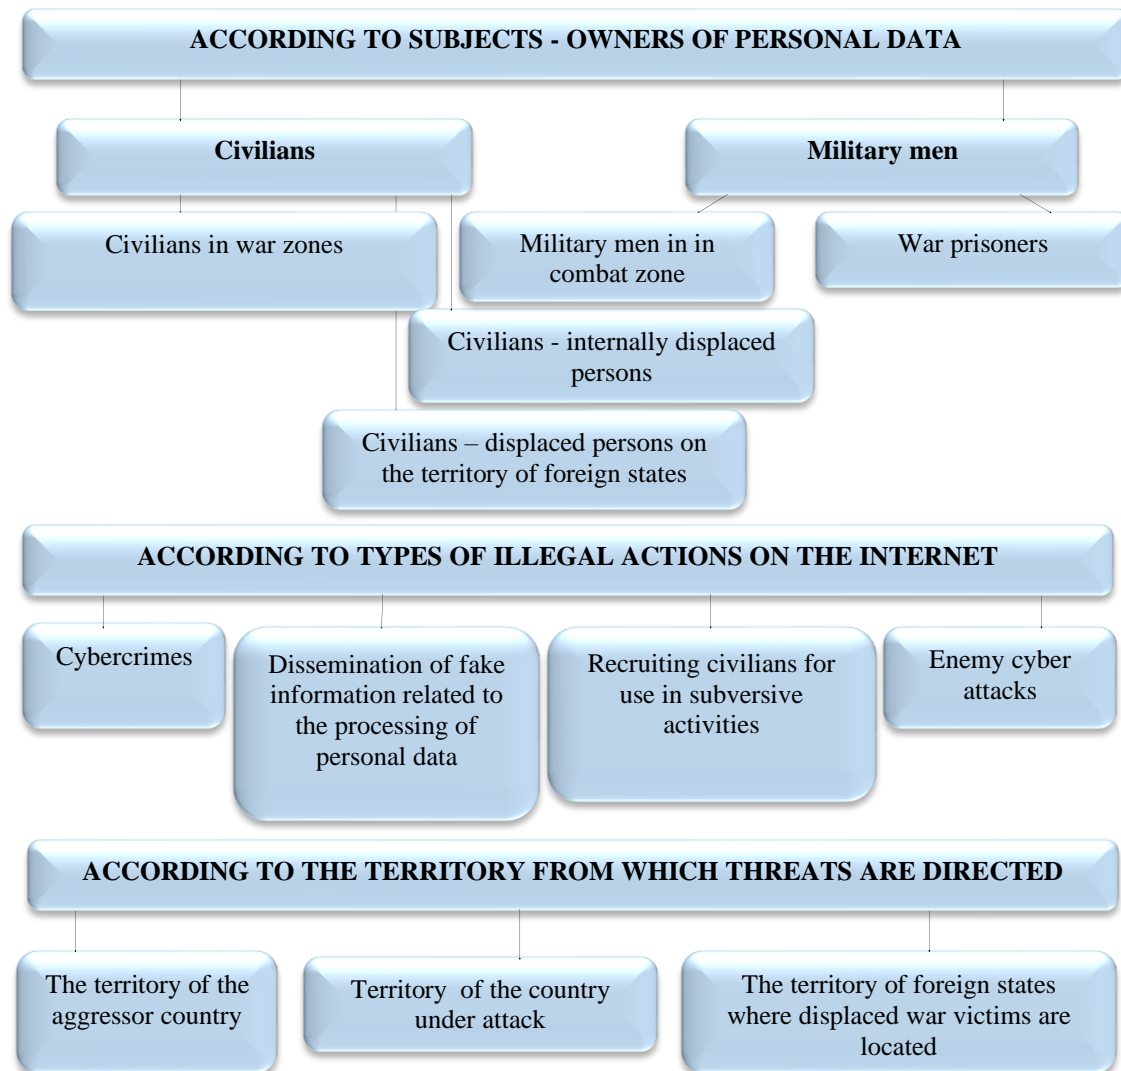 ACCORDING TO SUBJECTS - OWNERS OF PERSONAL DATA
Civilians
Military men
Civilians in war zones
Military men in in
combat zone
War prisoners
Civilians - internally displaced
persons
Civilians – displaced persons on
the territory of foreign states
ACCORDING TO TYPES OF ILLEGAL ACTIONS ON THE INTERNET
Cybercrimes
Dissemination of fake
information related to
the processing of
personal data
Recruiting civilians for
use in subversive
activities
Enemy cyber
attacks
ACCORDING TO THE TERRITORY FROM WHICH THREATS ARE DIRECTED
The territory of the
aggressor country
Territory  of the country
under attack
The territory of foreign states
where displaced war victims are
located